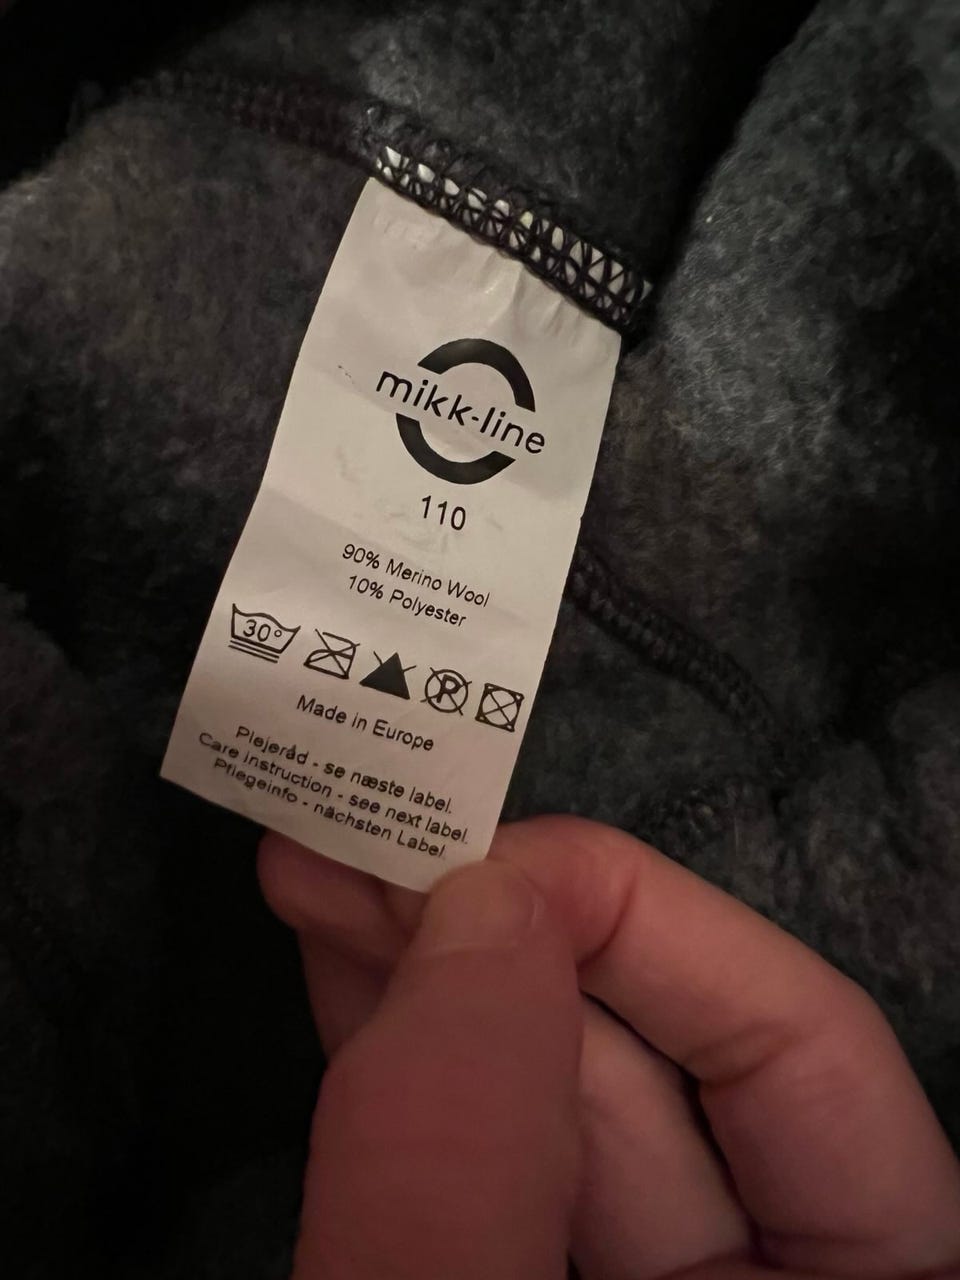 mikk-line
110
90% Merino Wool
10% Polyester
30°
P
Made in Europe
Plejeråd - se næste label.
Care instruction - see next label.
Pflegeinfo - nächsten Label.